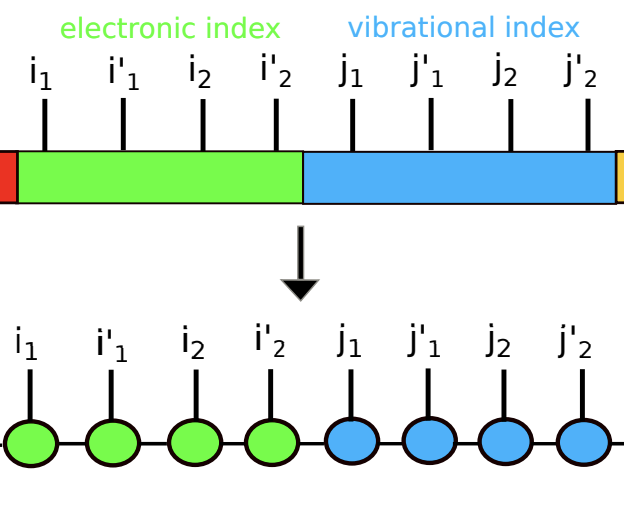 electronic index vibrational index
i₁ i'₁ i₂ i'₂ j₁ j'₁ j₂ j'₂
i₁ i'₁ i₂ i'₂ j₁ j'₁ j₂ j'₂